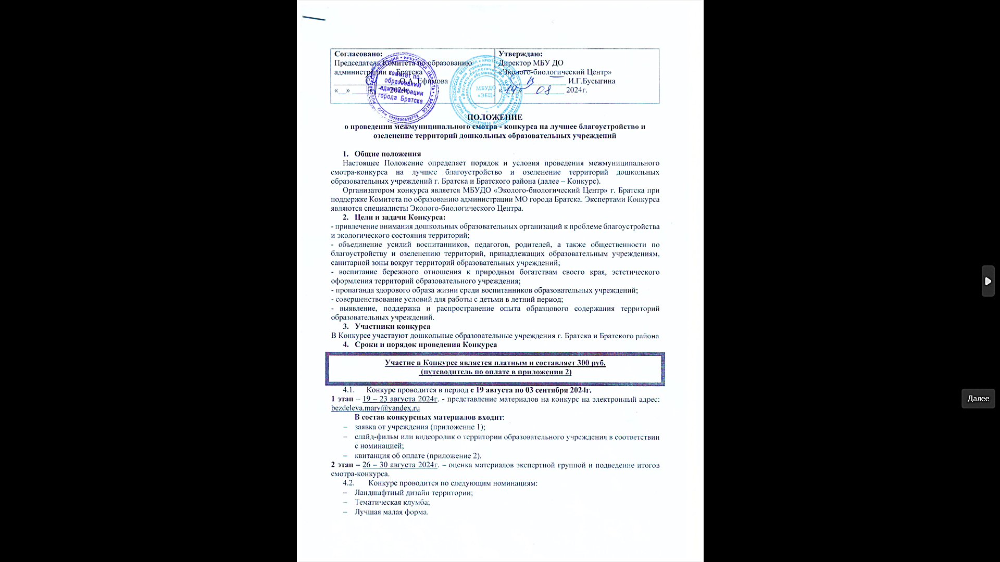 Согласовано:
Председатель Комитета по образованию
администрации г. Братска
О.А. Ефимова
«__» 2024г.
Утверждаю:
Директор МБУ ДО
«Эколого-биологический Центр»
И.Г.Бусыгина
«14» 08 2024г.
Комитет по
образованию
администрации
города Братска
МБУДО
«ЭБЦ»
ПОЛОЖЕНИЕ
о проведении межмуниципального смотра - конкурса на лучшее благоустройство и
озеленение территорий дошкольных образовательных учреждений
1. Общие положения
Настоящее Положение определяет порядок и условия проведения межмуниципального
смотра-конкурса на лучшее благоустройство и озеленение территорий дошкольных
образовательных учреждений г. Братска и Братского района (далее – Конкурс).
Организатором конкурса является МБУДО «Эколого-биологический Центр» г. Братска при
поддержке Комитета по образованию администрации МО города Братска. Экспертами Конкурса
являются специалисты Эколого-биологического Центра.
2. Цели и задачи Конкурса:
- привлечение внимания дошкольных образовательных организаций к проблеме благоустройства
и экологического состояния территорий;
- объединение усилий воспитанников, педагогов, родителей, а также общественности по
благоустройству и озеленению территорий, принадлежащих образовательным учреждениям,
санитарной зоны вокруг территорий образовательных учреждений;
- воспитание бережного отношения к природным богатствам своего края, эстетического
оформления территорий образовательного учреждения;
- пропаганда здорового образа жизни среди воспитанников образовательных учреждений;
- совершенствование условий для работы с детьми в летний период;
- выявление, поддержка и распространение опыта образцового содержания территорий
образовательных учреждений.
3. Участники конкурса
В Конкурсе участвуют дошкольные образовательные учреждения г. Братска и Братского района
4. Сроки и порядок проведения Конкурса
Участие в Конкурсе является платным и составляет 300 руб.
(путеводитель по оплате в приложении 2)
4.1. Конкурс проводится в период с 19 августа по 03 сентября 2024г.
1 этап – 19 – 23 августа 2024г. - представление материалов на конкурс на электронный адрес:
bezdeleva.mary@yandex.ru
В состав конкурсных материалов входит:
– заявка от учреждения (приложение 1);
– слайд-фильм или видеоролик о территории образовательного учреждения в соответствии
с номинацией;
– квитанция об оплате (приложение 2).
2 этап – 26 – 30 августа 2024г. – оценка материалов экспертной группой и подведение итогов
смотра-конкурса.
4.2. Конкурс проводится по следующим номинациям:
– Ландшафтный дизайн территории;
– Тематическая клумба;
– Лучшая малая форма.
Далее